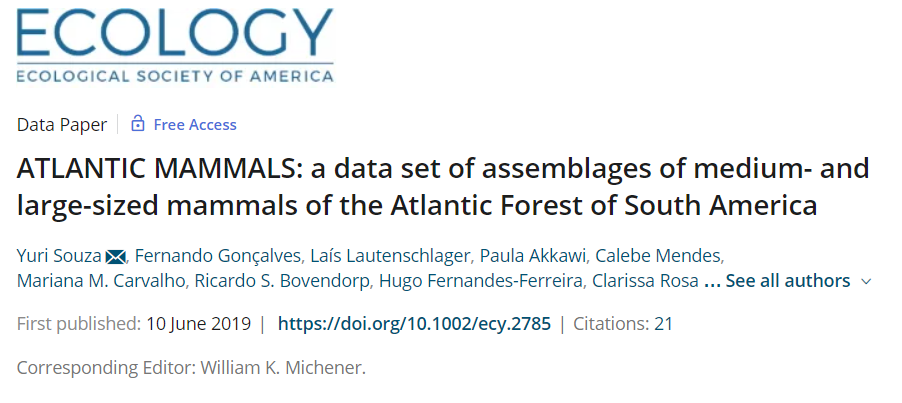 ECOLOGY
ECOLOGICAL SOCIETY OF AMERICA
Data Paper | Free Access
ATLANTIC MAMMALS: a data set of assemblages of medium- and
large-sized mammals of the Atlantic Forest of South America
Yuri Souza, Fernando Gonçalves, Laís Lautenschlager, Paula Akkawi, Calebe Mendes,
Mariana M. Carvalho, Ricardo S. Bovendorp, Hugo Fernandes-Ferreira, Clarissa Rosa ... See all authors
First published: 10 June 2019 | https://doi.org/10.1002/ecy.2785 | Citations: 21
Corresponding Editor: William K. Michener.